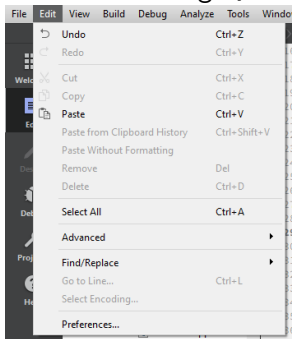 File Edit View Build Debug Analyze Tools
Undo Ctrl+Z
Redo Ctrl+Y
Cut Ctrl+X
Copy Ctrl+C
Paste Ctrl+V
Paste from Clipboard History Ctrl+Shift+V
Paste Without Formatting
Remove Del
Delete Ctrl+D
Select All Ctrl+A
Advanced
Find/Replace
Go to Line... Ctrl+L
Select Encoding...
Preferences...